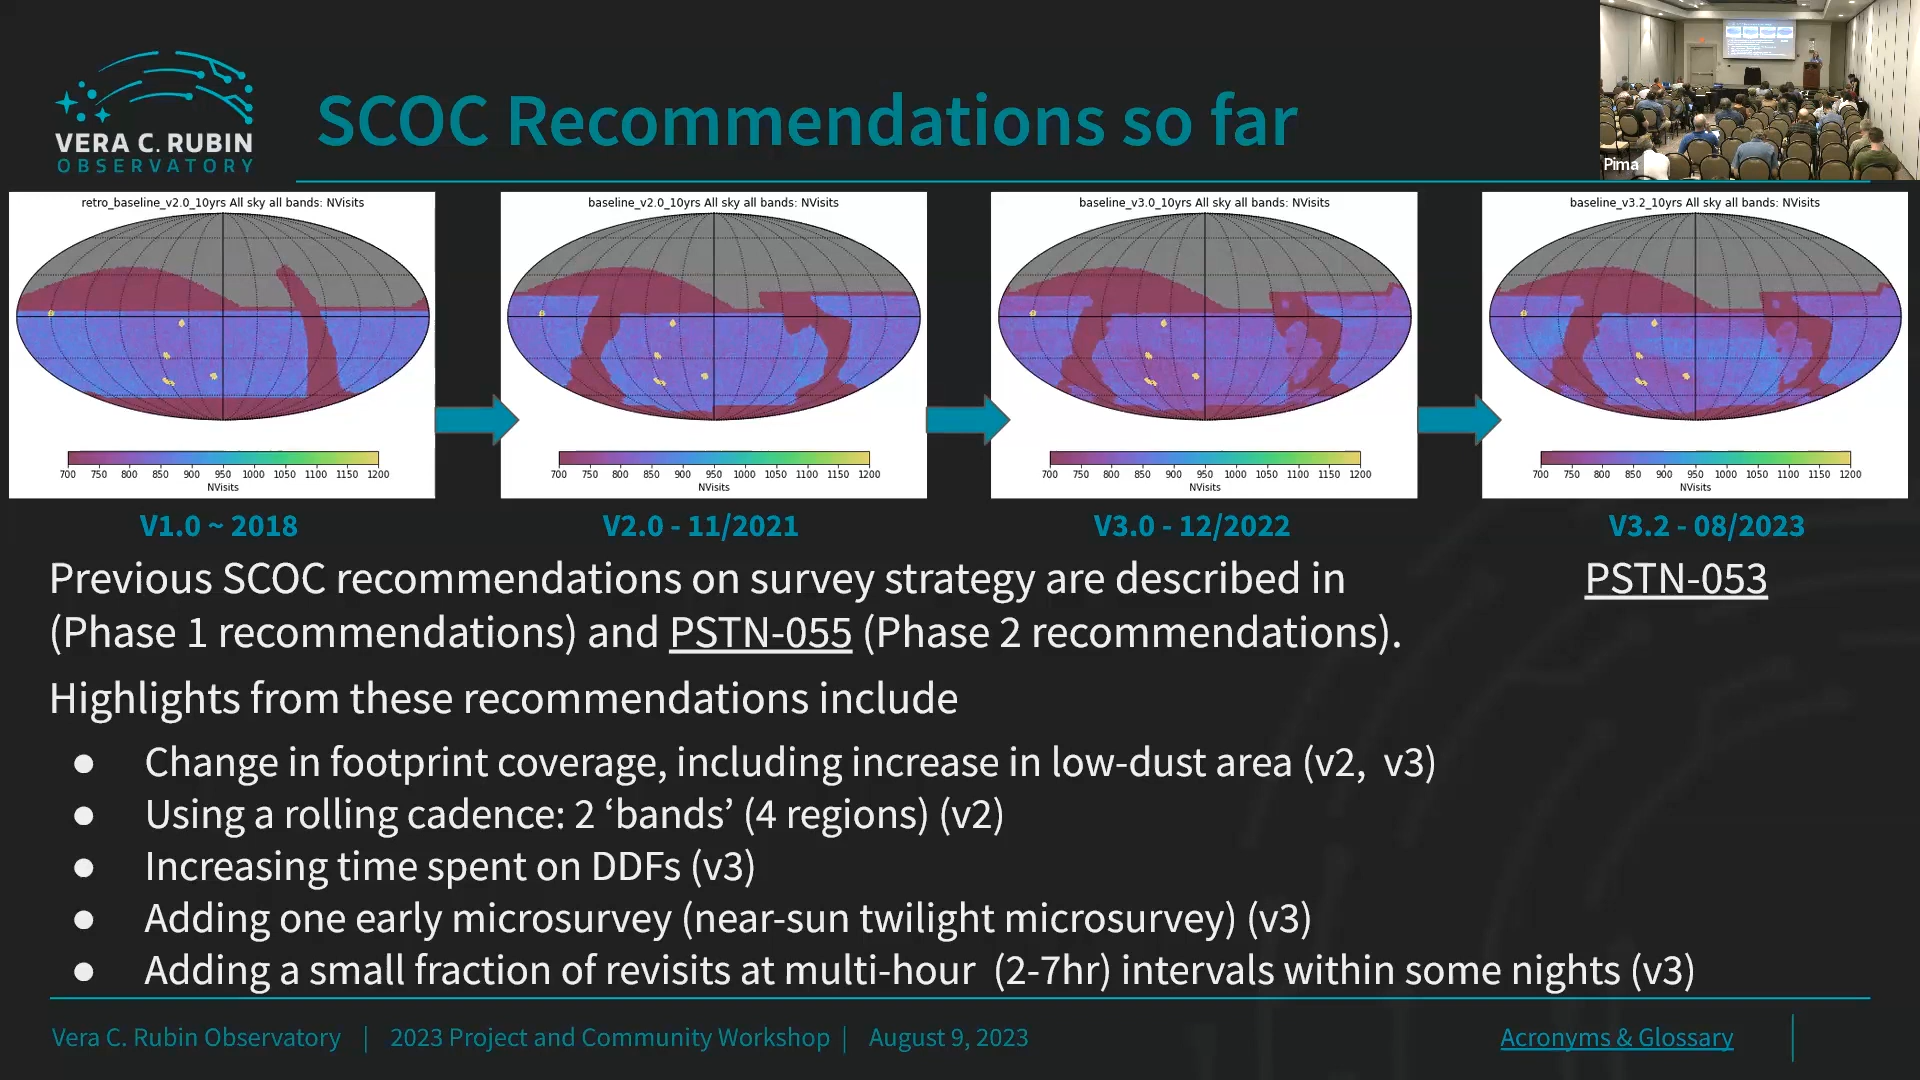 VERA C. RUBIN
OBSERVATORY
SCOC Recommendations so far
Pima
retro_baseline_v2.0_10yrs All sky all bands: NVisits
700 750 800 850 900 950 1000 1050 1100 1150 1200
NVisits
baseline_v2.0_10yrs All sky all bands: NVisits
700 750 800 850 900 950 1000 1050 1100 1150 1200
NVisits
baseline_v3.0_10yrs All sky all bands: NVisits
700 750 800 850 900 950 1000 1050 1100 1150 1200
NVisits
baseline_v3.2_10yrs All sky all bands: NVisits
700 750 800 850 900 950 1000 1050 1100 1150 1200
NVisits
V1.0 ~ 2018
V2.0 - 11/2021
V3.0 - 12/2022
V3.2 - 08/2023
Previous SCOC recommendations on survey strategy are described in PSTN-053
(Phase 1 recommendations) and PSTN-055 (Phase 2 recommendations).
Highlights from these recommendations include
● Change in footprint coverage, including increase in low-dust area (v2, v3)
● Using a rolling cadence: 2 ‘bands’ (4 regions) (v2)
● Increasing time spent on DDFs (v3)
● Adding one early microsurvey (near-sun twilight microsurvey) (v3)
● Adding a small fraction of revisits at multi-hour (2-7hr) intervals within some nights (v3)
Vera C. Rubin Observatory | 2023 Project and Community Workshop | August 9, 2023
Acronyms & Glossary